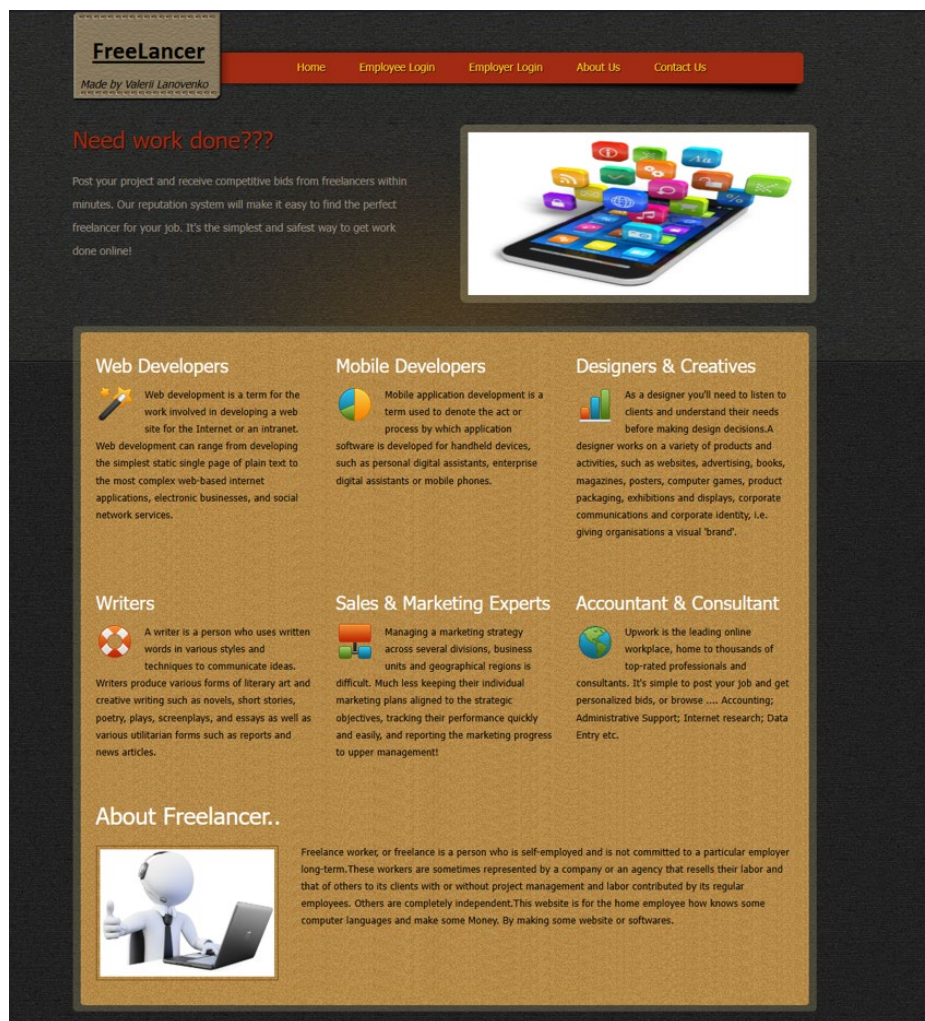 FreeLancer
Made by Valerii Lanovenko
Home
Employee Login
Employer Login
About Us
Contact Us
Need work done???
Post your project and receive competitive bids from freelancers within
minutes. Our reputation system will make it easy to find the perfect
freelancer for your job. It's the simplest and safest way to get work
done online!
Aa
%
Web Developers
Web development is a term for the
work involved in developing a web
site for the Internet or an intranet.
Web development can range from developing
the simplest static single page of plain text to
the most complex web-based internet
applications, electronic businesses, and social
network services.
Mobile Developers
Mobile application development is a
term used to denote the act or
process by which application
software is developed for handheld devices,
such as personal digital assistants, enterprise
digital assistants or mobile phones.
Designers & Creatives
As a designer you'll need to listen to
clients and understand their needs
before making design decisions.A
designer works on a variety of products and
activities, such as websites, advertising, books,
magazines, posters, computer games, product
packaging, exhibitions and displays, corporate
communications and corporate identity, i.e.
giving organisations a visual 'brand'.
Writers
A writer is a person who uses written
words in various styles and
techniques to communicate ideas.
Writers produce various forms of literary art and
creative writing such as novels, short stories,
poetry, plays, screenplays, and essays as well as
various utilitarian forms such as reports and
news articles.
Sales & Marketing Experts
Managing a marketing strategy
across several divisions, business
units and geographical regions is
difficult. Much less keeping their individual
marketing plans aligned to the strategic
objectives, tracking their performance quickly
and easily, and reporting the marketing progress
to upper management!
Accountant & Consultant
Upwork is the leading online
workplace, home to thousands of
top-rated professionals and
consultants. It's simple to post your job and get
personalized bids, or browse .... Accounting;
Administrative Support; Internet research; Data
Entry etc.
About Freelancer..
Freelance worker, or freelance is a person who is self-employed and is not committed to a particular employer
long-term.These workers are sometimes represented by a company or an agency that resells their labor and
that of others to its clients with or without project management and labor contributed by its regular
employees. Others are completely independent.This website is for the home employee how knows some
computer languages and make some Money. By making some website or softwares.